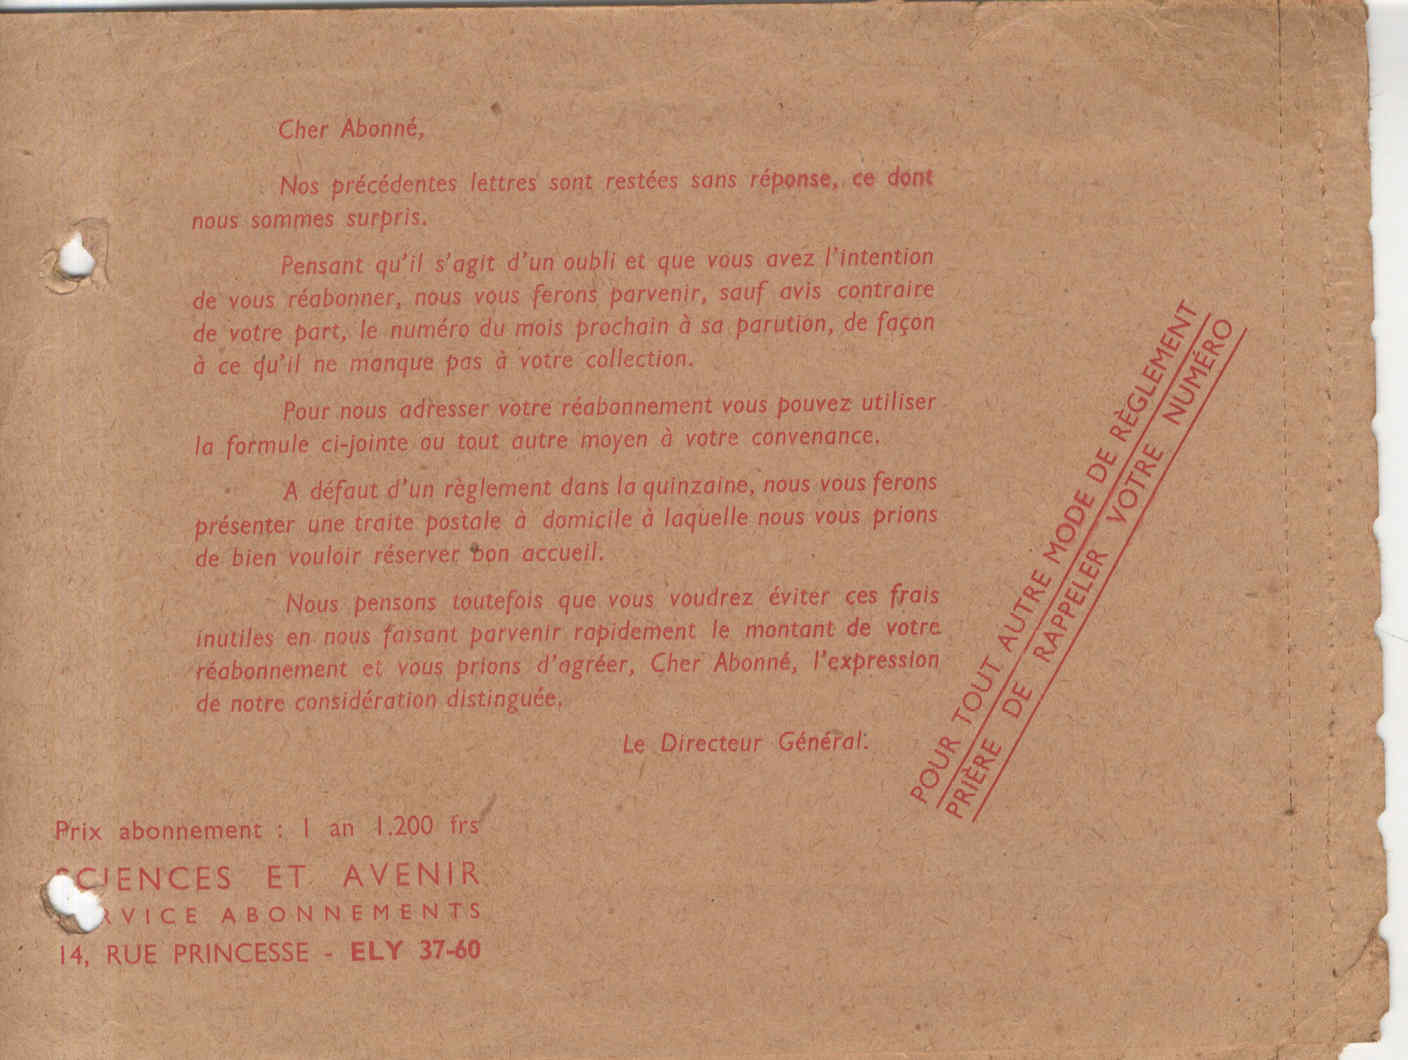 Cher Abonné,
Nos précédentes lettres sont restées sans réponse, ce dont
nous sommes surpris.
Pensant qu'il s'agit d'un oubli et que vous avez l'intention
de vous réabonner, nous vous ferons parvenir, sauf avis contraire
de votre part, le numéro du mois prochain à sa parution, de façon
à ce qu'il ne manque pas à votre collection.
Pour nous adresser votre réabonnement vous pouvez utiliser
la formule ci-jointe ou tout autre moyen à votre convenance.
A défaut d'un règlement dans la quinzaine, nous vous ferons
présenter une traite postale à domicile à laquelle nous vous prions
de bien vouloir réserver bon accueil.
Nous pensons toutefois que vous voudrez éviter ces frais
inutiles en nous faisant parvenir rapidement le montant de votre
réabonnement et vous prions d'agréer, Cher Abonné, l'expression
de notre considération distinguée.
Le Directeur Général.
POUR TOUT AUTRE MODE DE RÈGLEMENT
PRIÈRE DE RAPPELER VOTRE NUMÉRO
Prix abonnement : 1 an 1.200 frs
SCIENCES ET AVENIR
SERVICE ABONNEMENTS
14, RUE PRINCESSE - ELY 37-60